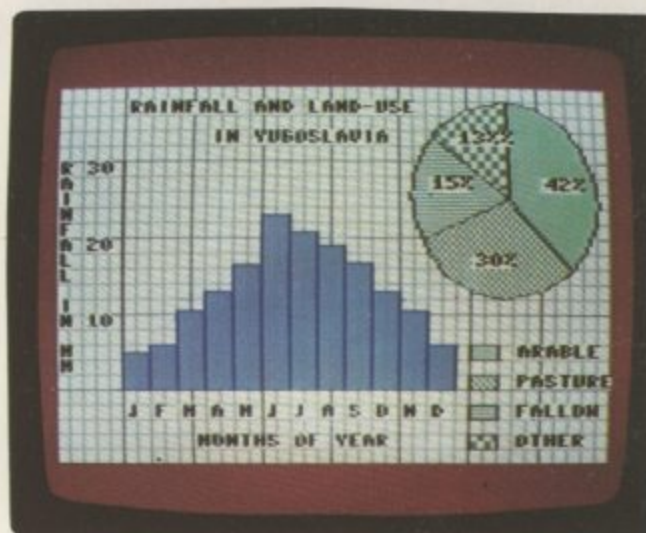 RAINFALL AND LAND-USE
IN YUGOSLAVIA
RAINFALL IN MM
30
20
10
J F M A M J J A S O N D
MONTHS OF YEAR
13%
15%
42%
30%
ARABLE
PASTURE
FALLOW
OTHER